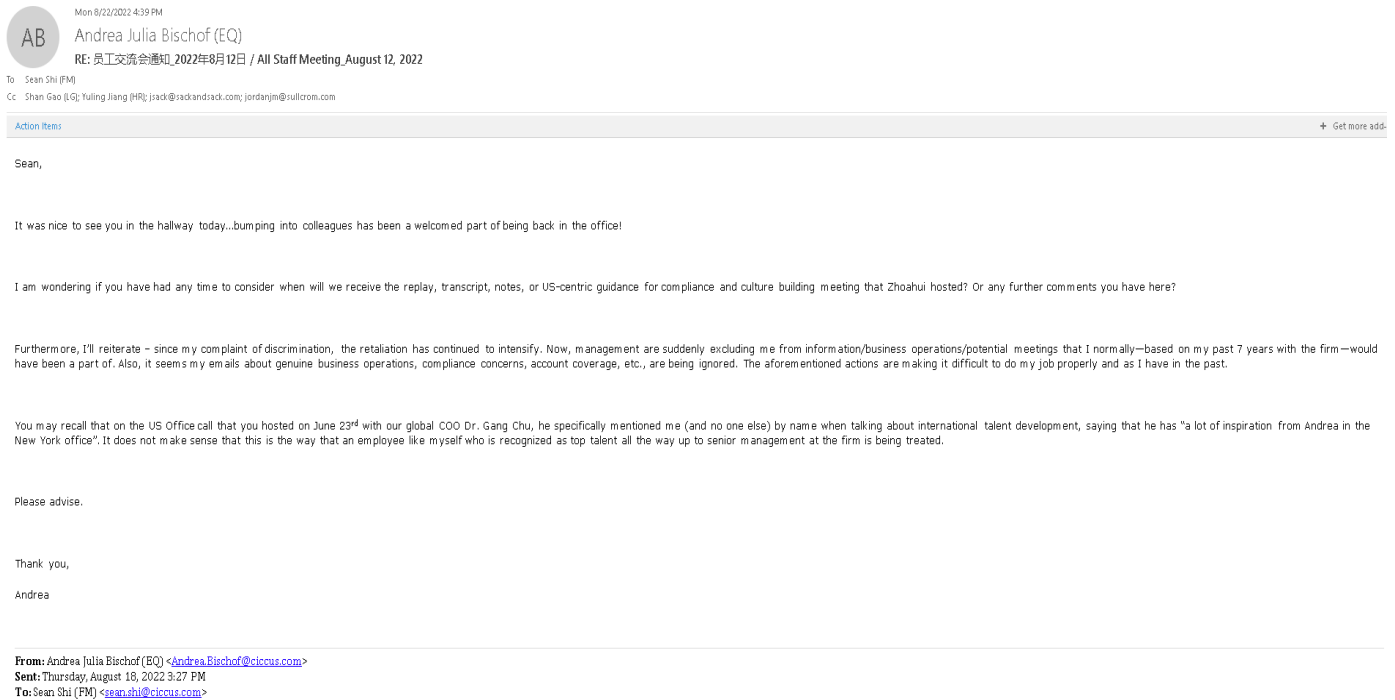 Mon 8/22/2022 4:39 PM
AB
Andrea Julia Bischof (EQ)
RE: 员工交流会通知_2022年8月12日 / All Staff Meeting_August 12, 2022
To Sean Shi (FM)
Cc Shan Gao (LG); Yuling Jiang (HR); jsack@sackandsack.com; jordanjm@sullcrom.com
Action Items
+ Get more add-
Sean,
It was nice to see you in the hallway today...bumping into colleagues has been a welcomed part of being back in the office!
I am wondering if you have had any time to consider when will we receive the replay, transcript, notes, or US-centric guidance for compliance and culture building meeting that Zhoahui hosted? Or any further comments you have here?
Furthermore, I'll reiterate – since my complaint of discrimination, the retaliation has continued to intensify. Now, management are suddenly excluding me from information/business operations/potential meetings that I normally—based on my past 7 years with the firm—would
have been a part of. Also, it seems my emails about genuine business operations, compliance concerns, account coverage, etc., are being ignored. The aforementioned actions are making it difficult to do my job properly and as I have in the past.
You may recall that on the US Office call that you hosted on June 23rd with our global COO Dr. Gang Chu, he specifically mentioned me (and no one else) by name when talking about international talent development, saying that he has "a lot of inspiration from Andrea in the
New York office". It does not make sense that this is the way that an employee like myself who is recognized as top talent all the way up to senior management at the firm is being treated.
Please advise.
Thank you,
Andrea
From: Andrea Julia Bischof (EQ) <Andrea.Bischof@ciccus.com>
Sent: Thursday, August 18, 2022 3:27 PM
To: Sean Shi (FM) <sean.shi@ciccus.com>